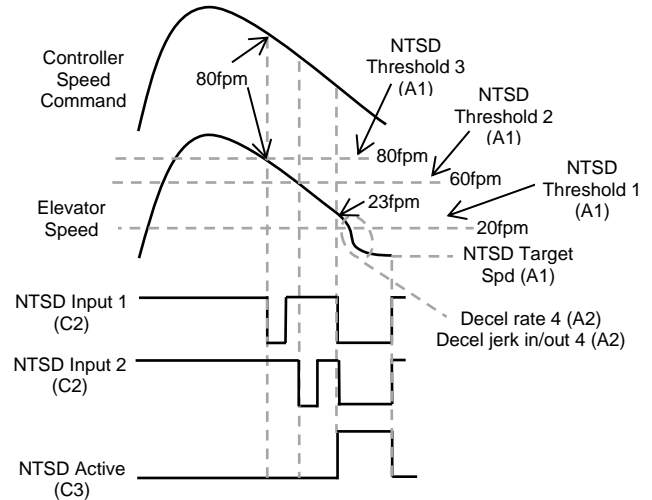 Controller
Speed
Command
80fpm
NTSD
Threshold 3
(A1)
80fpm
NTSD
Threshold 2
(A1)
60fpm
NTSD
Threshold 1
(A1)
Elevator
Speed
23fpm
20fpm
NTSD Target
Spd (A1)
NTSD Input 1
(C2)
Decel rate 4 (A2)
Decel jerk in/out 4 (A2)
NTSD Input 2
(C2)
NTSD Active
(C3)